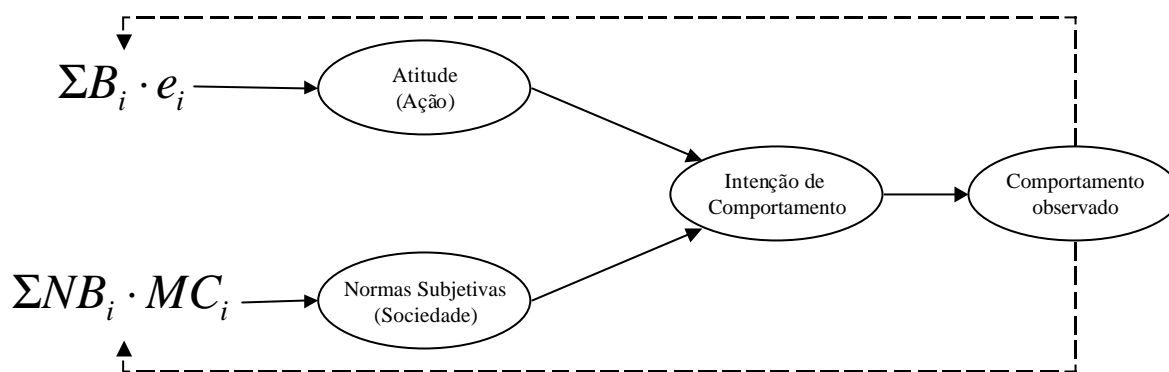 ΣB_i · e_i
Atitude
(Ação)
Intenção de
Comportamento
Comportamento
observado
ΣNB_i · MC_i
Normas Subjetivas
(Sociedade)